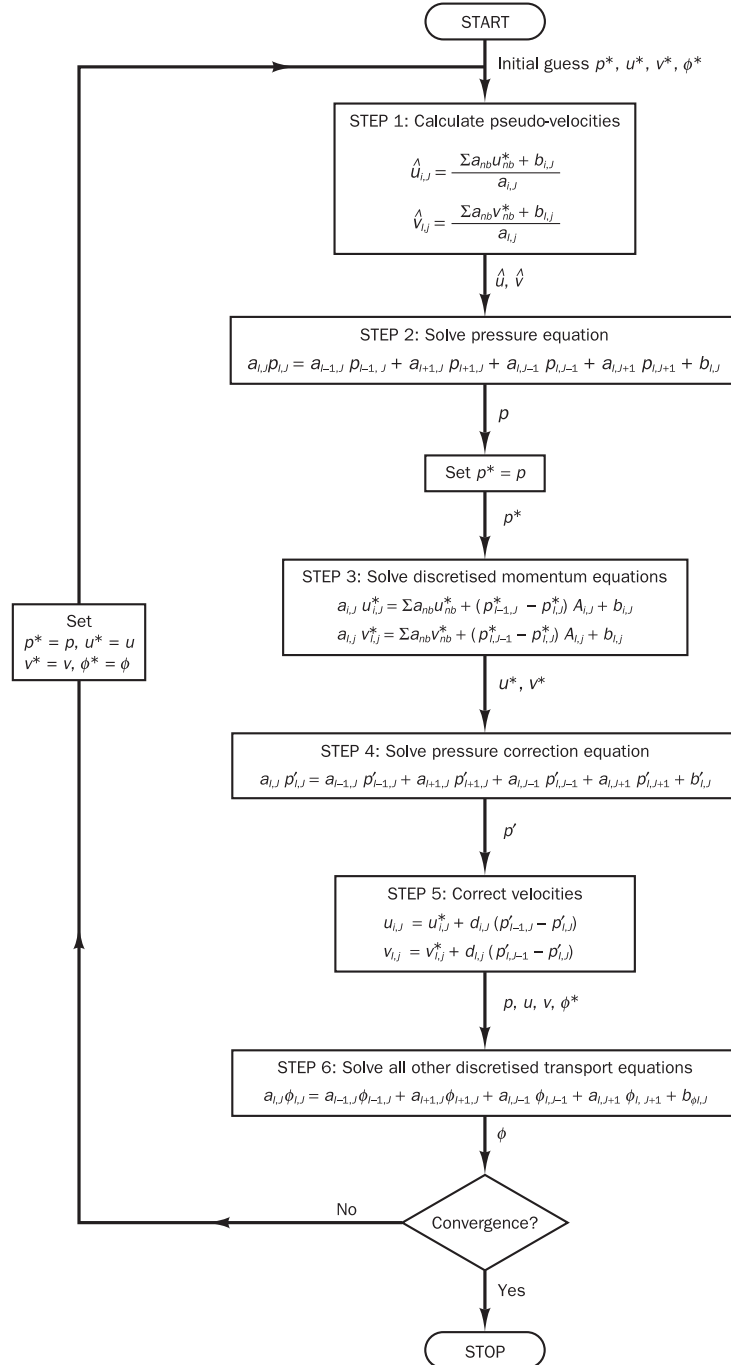 START
Initial guess p*, u*, v*, ϕ*
STEP 1: Calculate pseudo-velocities
û_{i,J} = \frac{Σa_{nb}u*_{nb} + b_{i,J}}{a_{i,J}}
v̂_{I,j} = \frac{Σa_{nb}v*_{nb} + b_{I,j}}{a_{I,j}}
û, v̂
STEP 2: Solve pressure equation
a_{I,J}p_{I,J} = a_{I–1,J} p_{I–1,J} + a_{I+1,J} p_{I+1,J} + a_{I,J–1} p_{I,J–1} + a_{I,J+1} p_{I,J+1} + b_{I,J}
p
Set p* = p
p*
STEP 3: Solve discretised momentum equations
a_{i,J} u*_{i,J} = Σa_{nb}u*_{nb} + (p*_{I–1,J} – p*_{I,J}) A_{i,J} + b_{i,J}
a_{I,j} v*_{I,j} = Σa_{nb}v*_{nb} + (p*_{I,J–1} – p*_{I,J}) A_{I,j} + b_{I,j}
Set
p* = p, u* = u
v* = v, ϕ* = ϕ
u*, v*
STEP 4: Solve pressure correction equation
a_{I,J} p′_{I,J} = a_{I–1,J} p′_{I–1,J} + a_{I+1,J} p′_{I+1,J} + a_{I,J–1} p′_{I,J–1} + a_{I,J+1} p′_{I,J+1} + b′_{I,J}
p′
STEP 5: Correct velocities
u_{i,J} = u*_{i,J} + d_{i,J} (p′_{I–1,J} – p′_{I,J})
v_{I,j} = v*_{I,j} + d_{I,j} (p′_{I,J–1} – p′_{I,J})
p, u, v, ϕ*
STEP 6: Solve all other discretised transport equations
a_{I,J}ϕ_{I,J} = a_{I–1,J}ϕ_{I–1,J} + a_{I+1,J}ϕ_{I+1,J} + a_{I,J–1} ϕ_{I,J–1} + a_{I,J+1} ϕ_{I,J+1} + b_{ϕI,J}
ϕ
No
Convergence?
Yes
STOP